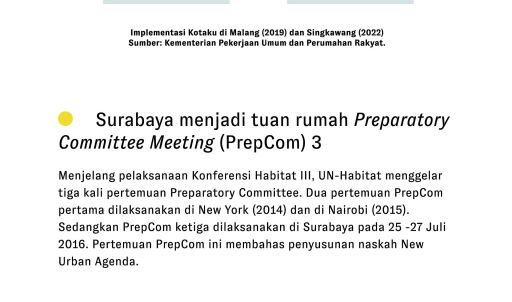 Implementasi Kotaku di Malang (2019) dan Singkawang (2022)
Sumber: Kementerian Pekerjaan Umum dan Perumahan Rakyat.
Surabaya menjadi tuan rumah Preparatory
Committee Meeting (PrepCom) 3
Menjelang pelaksanaan Konferensi Habitat III, UN-Habitat menggelar
tiga kali pertemuan Preparatory Committee. Dua pertemuan PrepCom
pertama dilaksanakan di New York (2014) dan di Nairobi (2015).
Sedangkan PrepCom ketiga dilaksanakan di Surabaya pada 25 -27 Juli
2016. Pertemuan PrepCom ini membahas penyusunan naskah New
Urban Agenda.